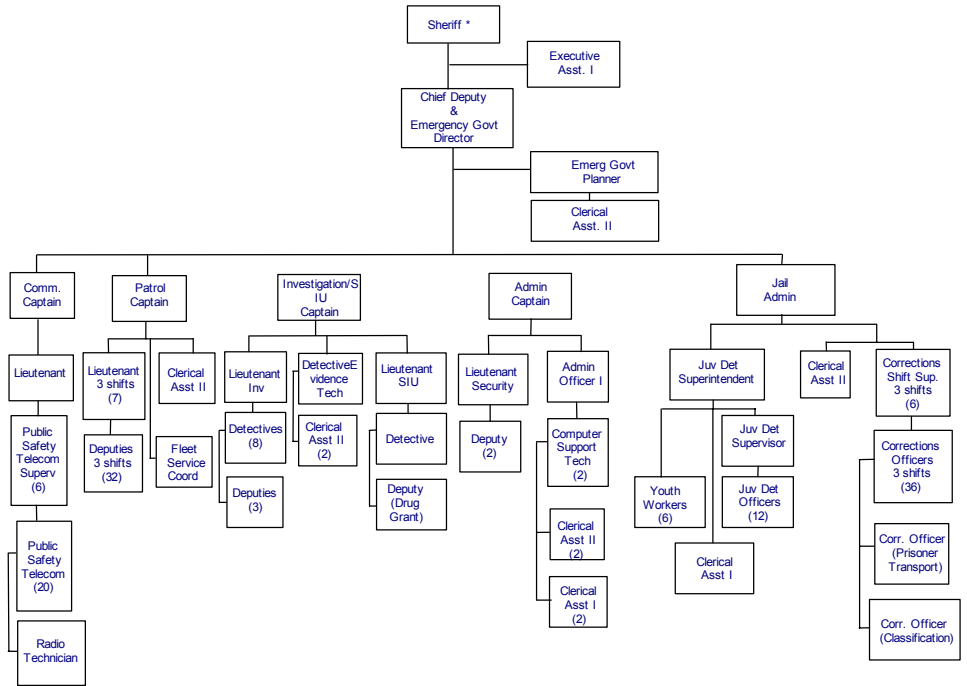 Sheriff *
Executive
Asst. I
Chief Deputy
&
Emergency Govt
Director
Emerg Govt
Planner
Clerical
Asst. II
Comm.
Captain
Patrol
Captain
Investigation/S
IU
Captain
Admin
Captain
Jail
Admin
Lieutenant
Lieutenant
3 shifts
(7)
Clerical
Asst II
Lieutenant
Inv
DetectiveE
vidence
Tech
Lieutenant
SIU
Lieutenant
Security
Admin
Officer I
Juv Det
Superintendent
Clerical
Asst II
Corrections
Shift Sup.
3 shifts
(6)
Public
Safety
Telecom
Superv
(6)
Deputies
3 shifts
(32)
Fleet
Service
Coord
Detectives
(8)
Clerical
Asst II
(2)
Detective
Deputy
(2)
Computer
Support
Tech
(2)
Juv Det
Supervisor
Corrections
Officers
3 shifts
(36)
Deputies
(3)
Deputy
(Drug
Grant)
Youth
Workers
(6)
Juv Det
Officers
(12)
Public
Safety
Telecom
(20)
Clerical
Asst II
(2)
Clerical
Asst I
Corr. Officer
(Prisoner
Transport)
Radio
Technician
Clerical
Asst I
(2)
Corr. Officer
(Classification)